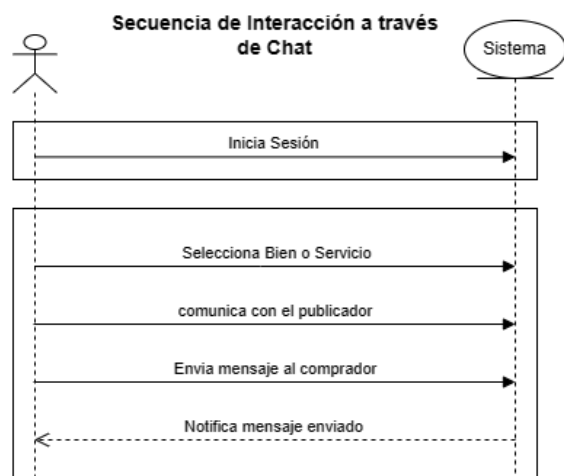 Secuencia de Interacción a través
de Chat
Sistema
Inicia Sesión
Selecciona Bien o Servicio
comunica con el publicador
Envia mensaje al comprador
Notifica mensaje enviado